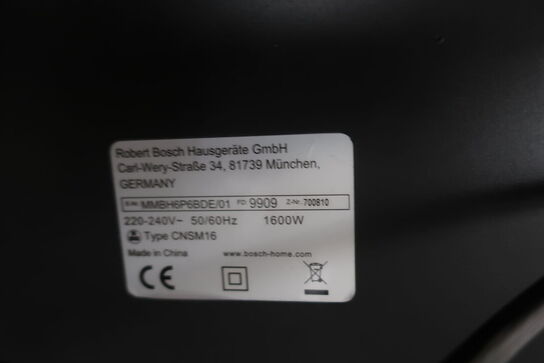 Robert Bosch Hausgeräte GmbH
Carl-Wery-Straße 34, 81739 München,
GERMANY
E-Nr. MMBH6P6BDE/01 FD 9909 Z-Nr. 700810
220-240V~ 50/60Hz 1600W
Type CNSM16
Made in China www.bosch-home.com
CE